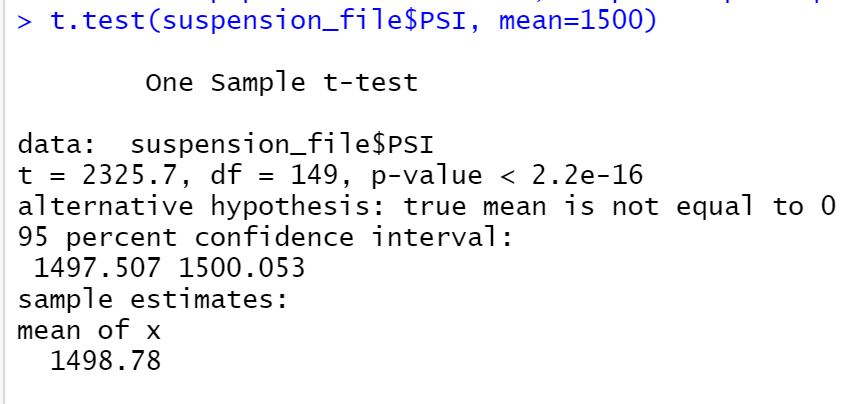 > t.test(suspension_file$PSI, mean=1500)
One Sample t-test
data:  suspension_file$PSI
t = 2325.7, df = 149, p-value < 2.2e-16
alternative hypothesis: true mean is not equal to 0
95 percent confidence interval:
 1497.507 1500.053
sample estimates:
mean of x
  1498.78